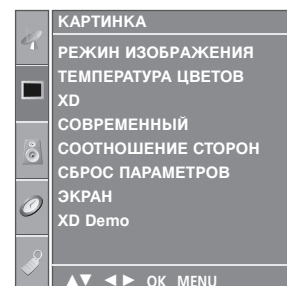 КАРТИНКА
РЕЖИН ИЗОБРАЖЕНИЯ
ТЕМПЕРАТУРА ЦВЕТОВ
XD
СОВРЕМЕННЫЙ
СООТНОШЕНИЕ СТОРОН
СБРОС ПАРАМЕТРОВ
ЭКРАН
XD Demo
▲▼ ◄► OK MENU